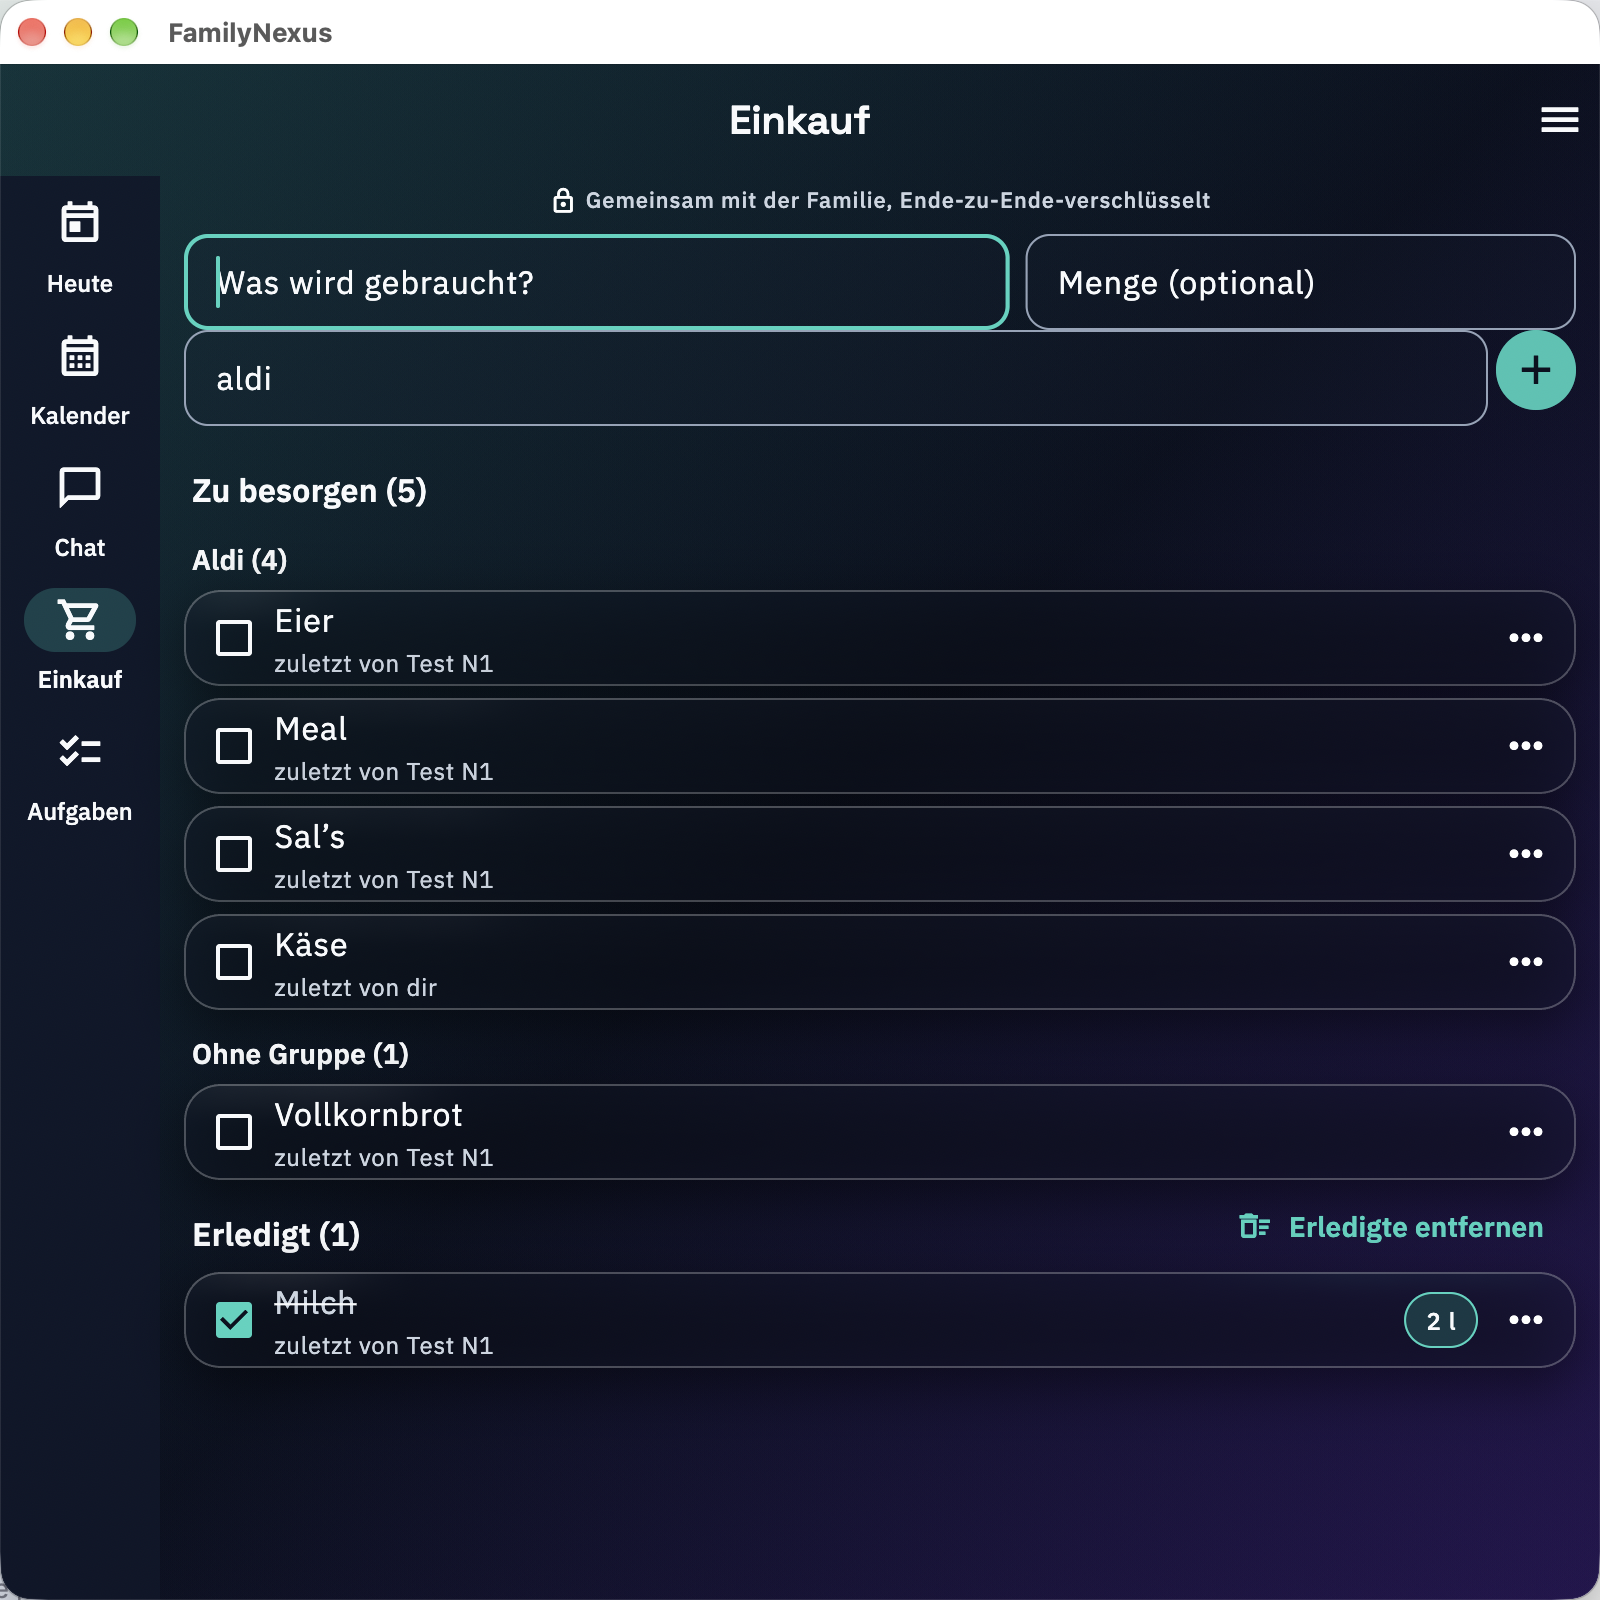 FamilyNexus
Einkauf
Gemeinsam mit der Familie, Ende-zu-Ende-verschlüsselt
Heute
Kalender
Chat
Einkauf
Aufgaben
Was wird gebraucht?
Menge (optional)
aldi
Zu besorgen (5)
Aldi (4)
Eier
zuletzt von Test N1
Meal
zuletzt von Test N1
Sal’s
zuletzt von Test N1
Käse
zuletzt von dir
Ohne Gruppe (1)
Vollkornbrot
zuletzt von Test N1
Erledigt (1)
Erledigte entfernen
Milch
zuletzt von Test N1
2 l